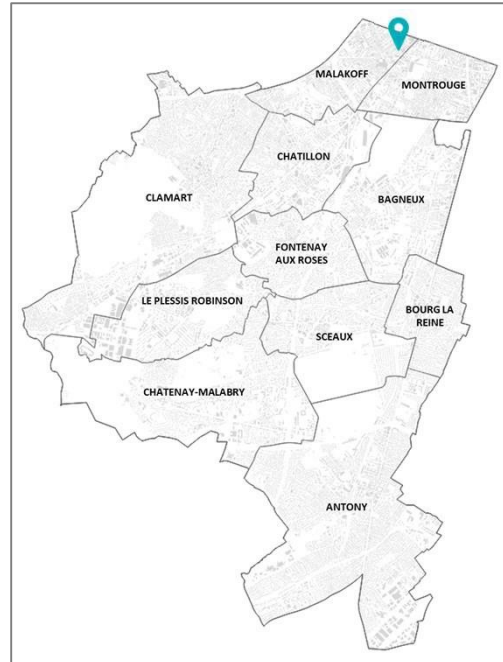 MALAKOFF
MONTROUGE
CHATILLON
CLAMART
BAGNEUX
FONTENAY
AUX ROSES
LE PLESSIS ROBINSON
BOURG LA
REINE
SCEAUX
CHATENAY-MALABRY
ANTONY